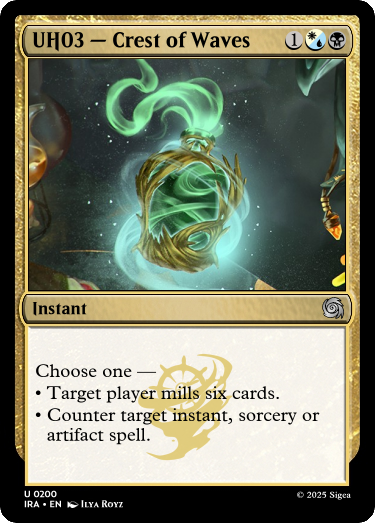 UH03 — Crest of Waves 1
Instant
Choose one —
• Target player mills six cards.
• Counter target instant, sorcery or
artifact spell.
U 0200
IRA • EN Ilya Royz
© 2025 Sigea